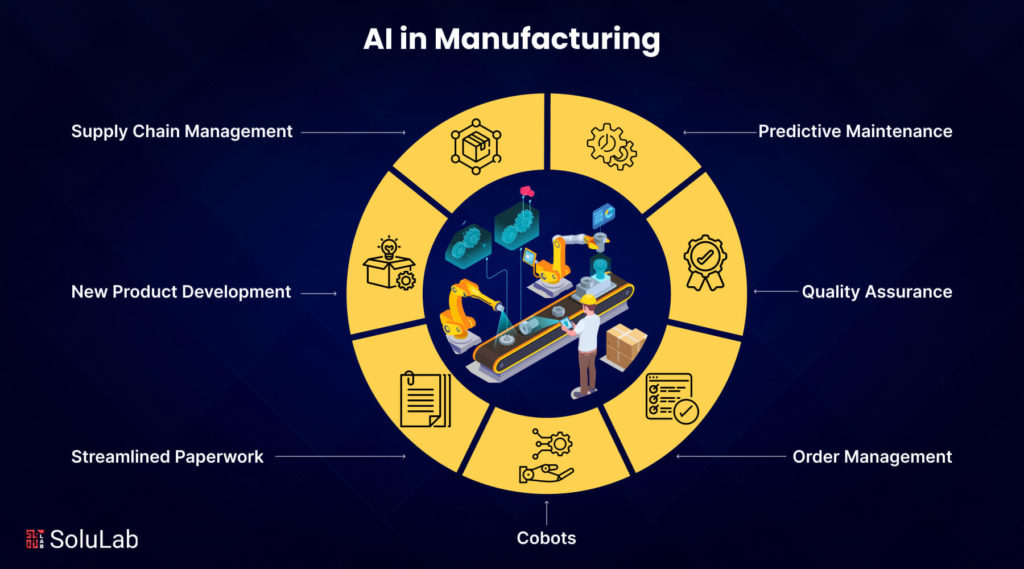 AI in Manufacturing
Supply Chain Management
Predictive Maintenance
New Product Development
Quality Assurance
Streamlined Paperwork
Order Management
Cobots
SoluLab